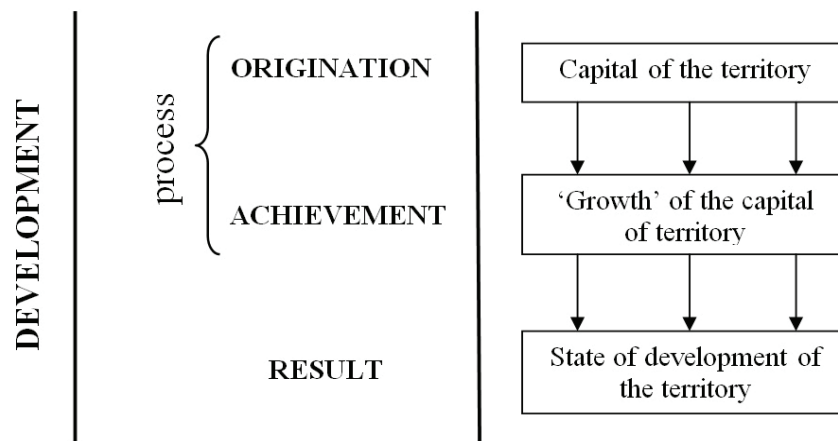 DEVELOPMENT
process
ORIGINATION
ACHIEVEMENT
RESULT
Capital of the territory
‘Growth’ of the capital
of territory
State of development of
the territory